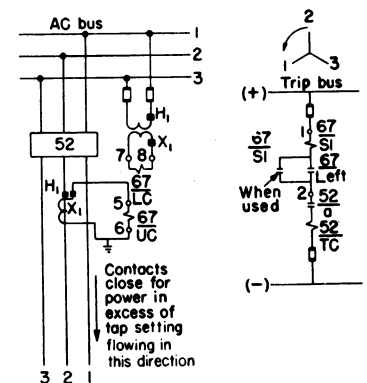 AC bus
1
2
3
H1
X1
7 8
52
H1
X1
67
LC
5
6
67
UC
Contacts
close for
power in
excess of
tap setting
flowing in
this direction
3 2 1
2
1
3
Trip bus
(+)
1
67
SI
67
SI
67
Left
When
used
2
52
a
52
TC
(-)